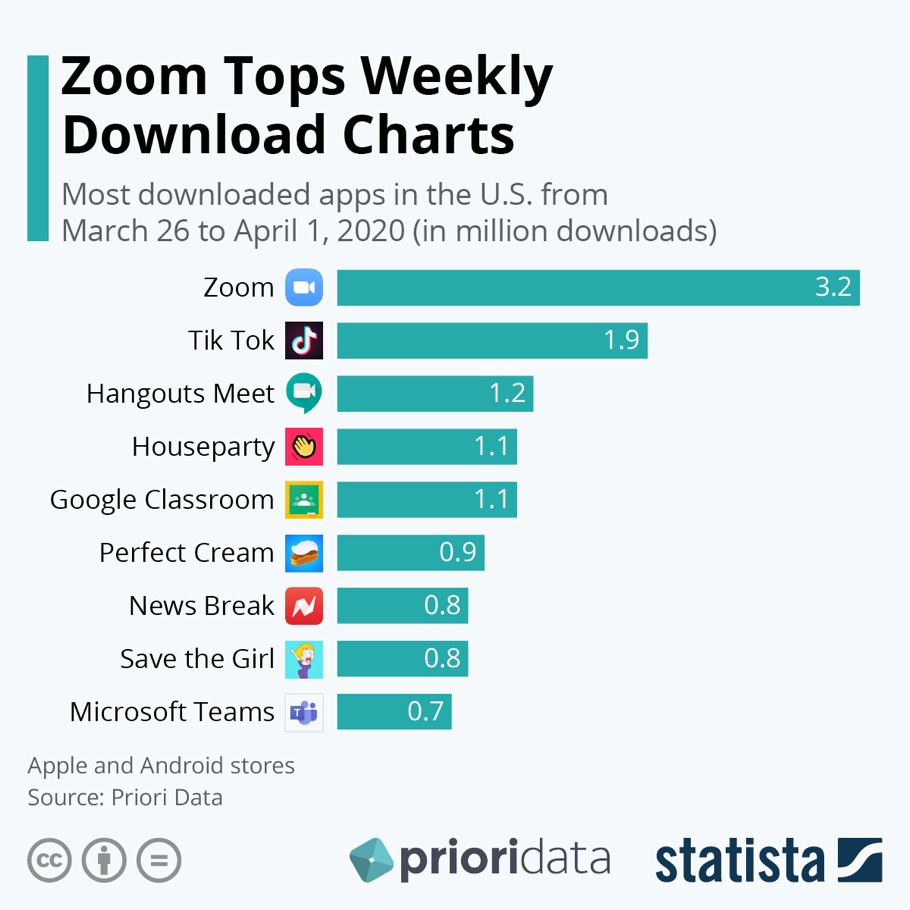 Zoom Tops Weekly
Download Charts
Most downloaded apps in the U.S. from
March 26 to April 1, 2020 (in million downloads)
Zoom 3.2
Tik Tok 1.9
Hangouts Meet 1.2
Houseparty 1.1
Google Classroom 1.1
Perfect Cream 0.9
News Break 0.8
Save the Girl 0.8
Microsoft Teams 0.7
Apple and Android stores
Source: Priori Data
cc prioridata statista